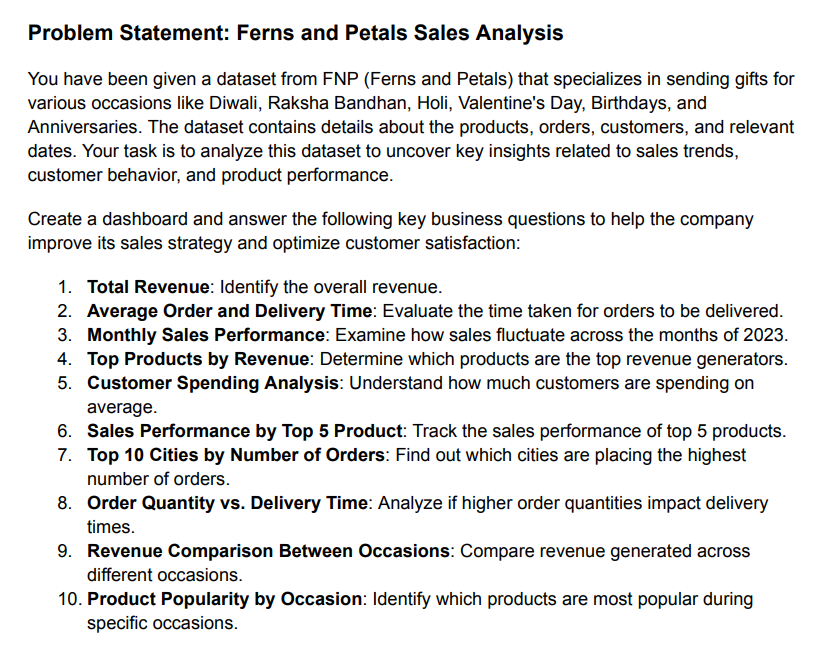 Problem Statement: Ferns and Petals Sales Analysis
You have been given a dataset from FNP (Ferns and Petals) that specializes in sending gifts for
various occasions like Diwali, Raksha Bandhan, Holi, Valentine's Day, Birthdays, and
Anniversaries. The dataset contains details about the products, orders, customers, and relevant
dates. Your task is to analyze this dataset to uncover key insights related to sales trends,
customer behavior, and product performance.
Create a dashboard and answer the following key business questions to help the company
improve its sales strategy and optimize customer satisfaction:
1. Total Revenue: Identify the overall revenue.
2. Average Order and Delivery Time: Evaluate the time taken for orders to be delivered.
3. Monthly Sales Performance: Examine how sales fluctuate across the months of 2023.
4. Top Products by Revenue: Determine which products are the top revenue generators.
5. Customer Spending Analysis: Understand how much customers are spending on
average.
6. Sales Performance by Top 5 Product: Track the sales performance of top 5 products.
7. Top 10 Cities by Number of Orders: Find out which cities are placing the highest
number of orders.
8. Order Quantity vs. Delivery Time: Analyze if higher order quantities impact delivery
times.
9. Revenue Comparison Between Occasions: Compare revenue generated across
different occasions.
10. Product Popularity by Occasion: Identify which products are most popular during
specific occasions.